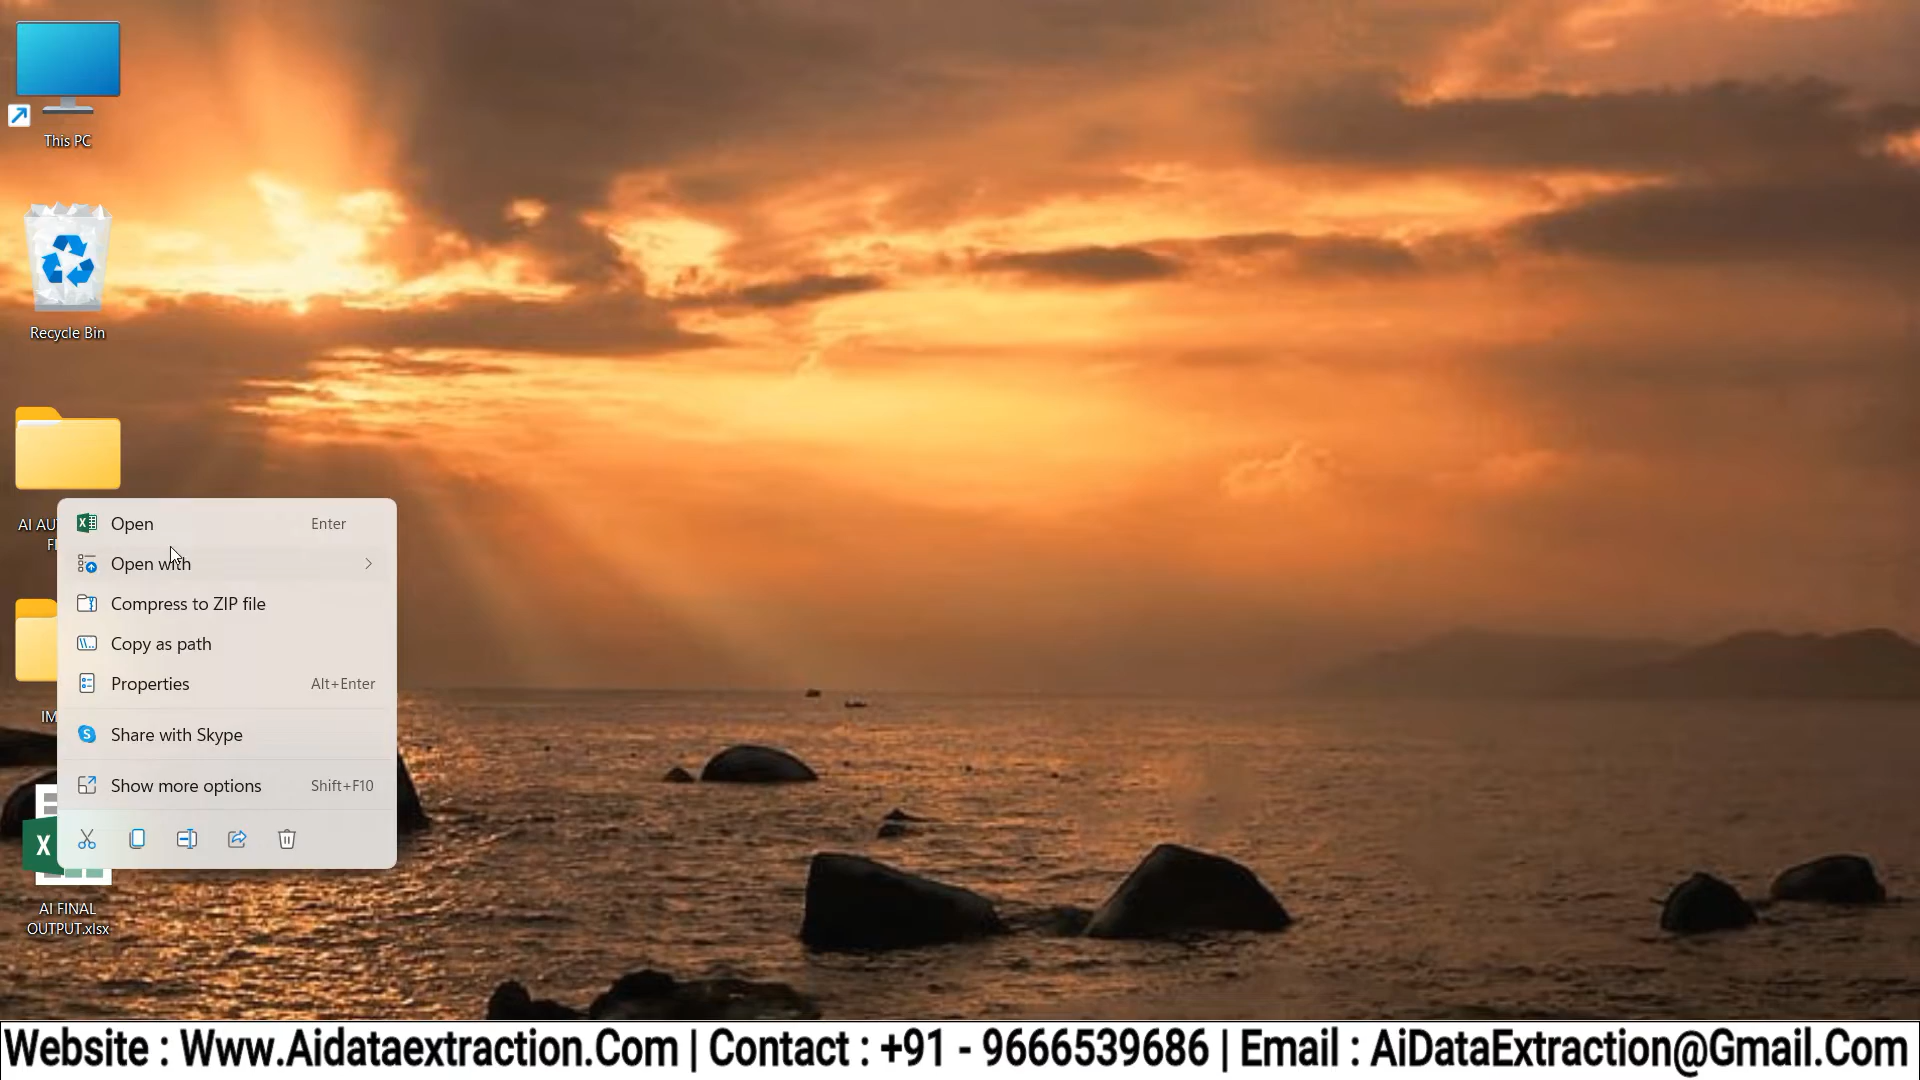 This PC
Recycle Bin
AI AU
FI
Open Enter
Open with
Compress to ZIP file
Copy as path
Properties Alt+Enter
IM
Share with Skype
Show more options Shift+F10
X
AI FINAL
OUTPUT.xlsx
Website : Www.Aidataextraction.Com | Contact : +91 - 9666539686 | Email : AiDataExtraction@Gmail.Com